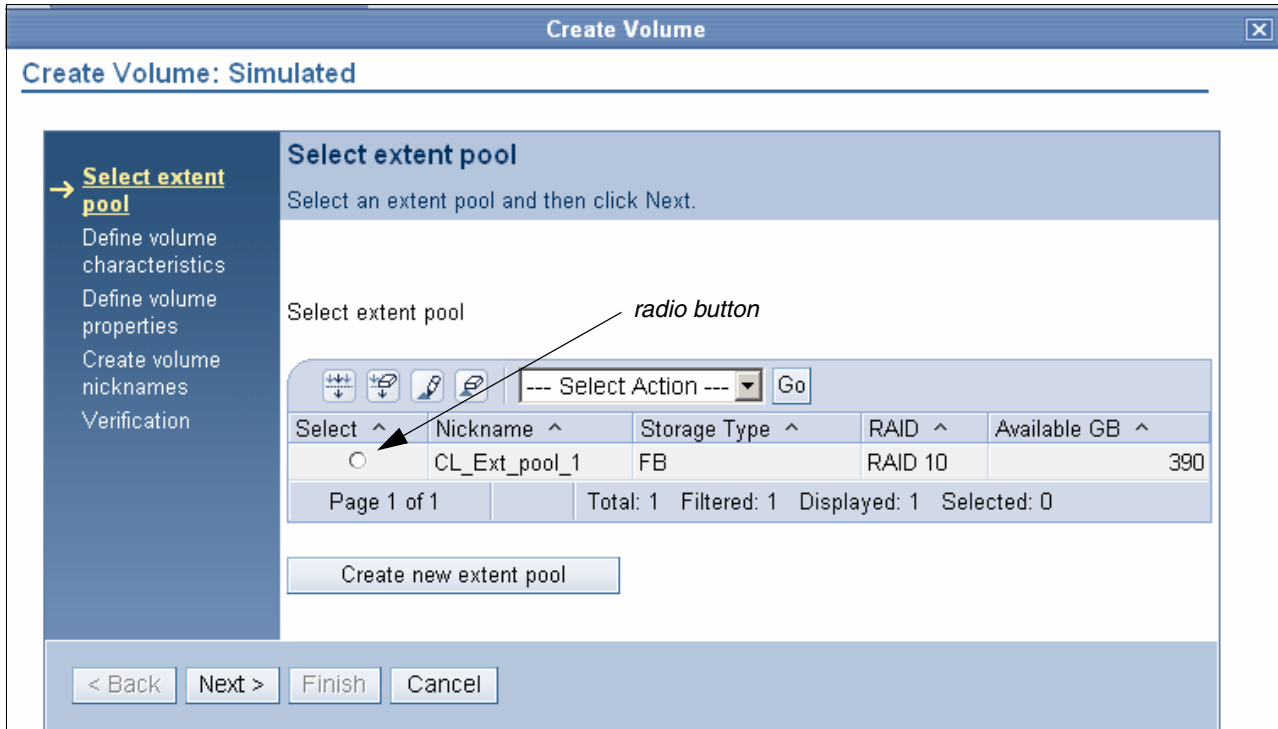 Create Volume
Create Volume: Simulated
Select extent
pool
Define volume
characteristics
Define volume
properties
Create volume
nicknames
Verification
Select extent pool
Select an extent pool and then click Next.
Select extent pool
radio button
--- Select Action --- Go
Select ^ Nickname ^ Storage Type ^ RAID ^ Available GB ^
CL_Ext_pool_1 FB RAID 10 390
Page 1 of 1 Total: 1 Filtered: 1 Displayed: 1 Selected: 0
Create new extent pool
< Back Next > Finish Cancel